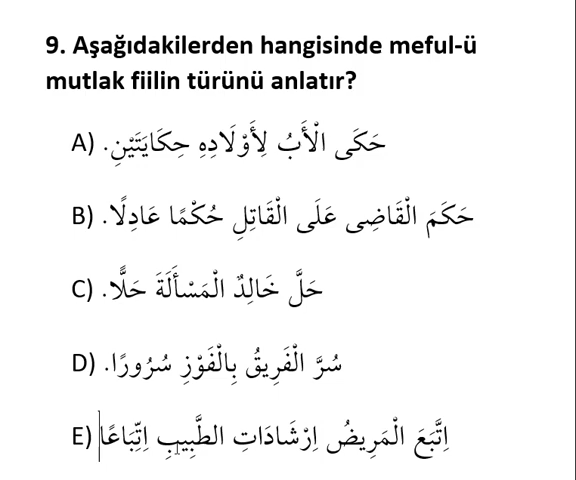 9. Aşağıdakilerden hangisinde meful-ü
mutlak fiilin türünü anlatır?
A) حَكَى الْأَبُ لِأَوْلَادِهِ حِكَايَتَيْنِ.
B) حَكَمَ الْقَاضِى عَلَى الْقَاتِلِ حُكْمًا عَادِلًا.
C) حَلَّ خَالِدٌ الْمَسْأَلَةَ حَلًّا.
D) سُرَّ الْفَرِيقُ بِالْفَوْزِ سُرُورًا.
E) اِتَّبَعَ الْمَرِيضُ اِرْشَادَاتِ الطَّبِيبِ اِتِّبَاعًا